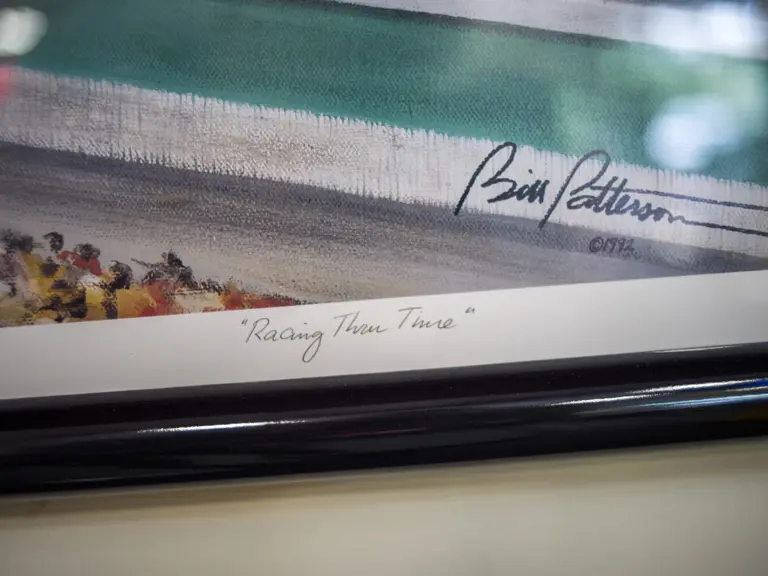 Bill Patterson
©1992
"Racing Thru Time"